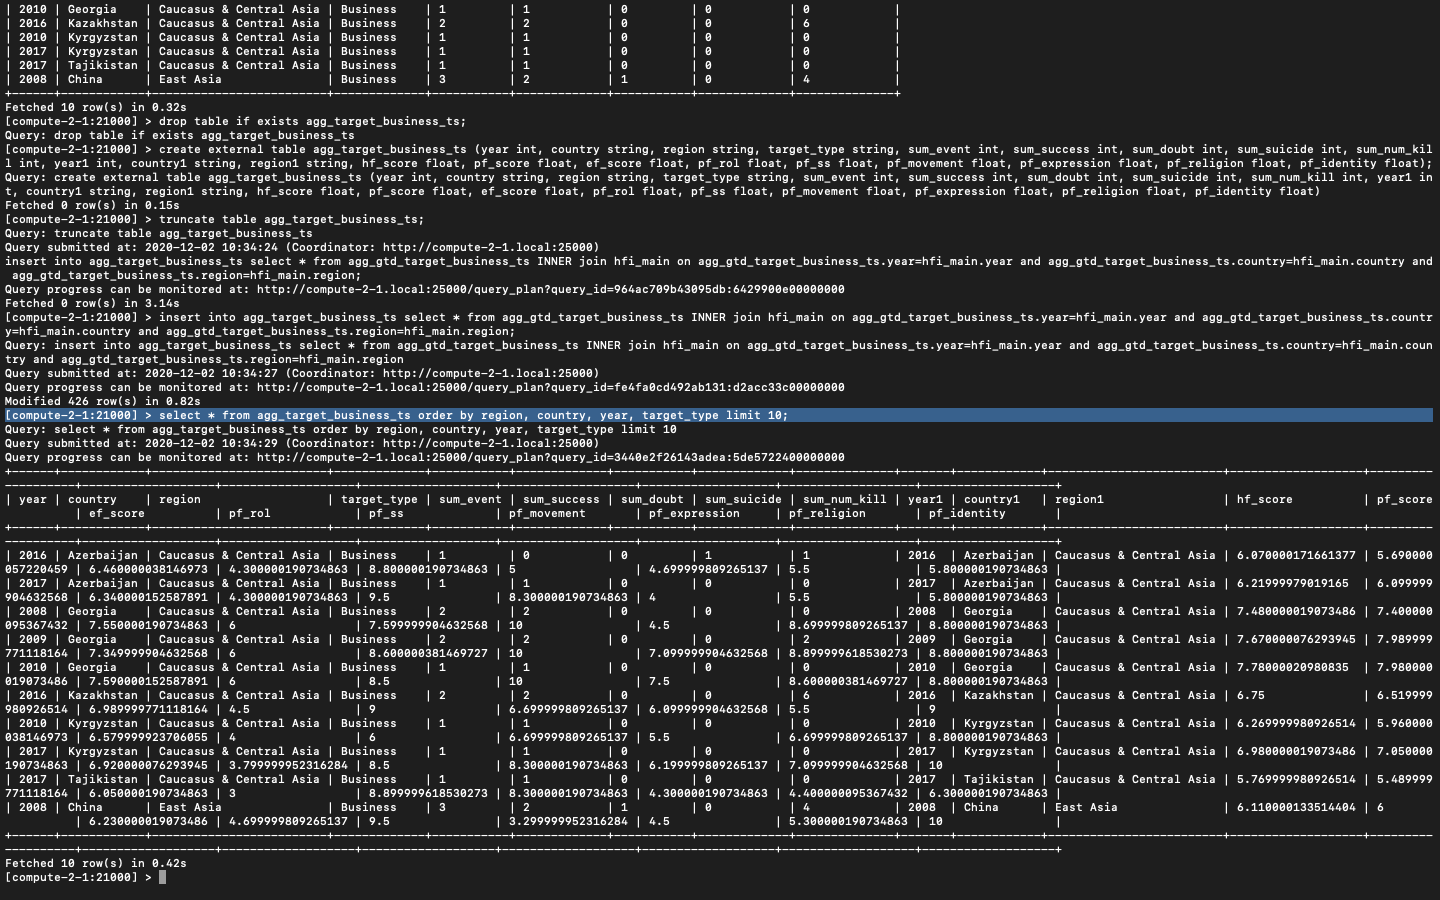 | 2010 | Georgia    | Caucasus & Central Asia | Business    | 1         | 1           | 0         | 0           | 0            |
| 2016 | Kazakhstan | Caucasus & Central Asia | Business    | 2         | 2           | 0         | 0           | 6            |
| 2010 | Kyrgyzstan | Caucasus & Central Asia | Business    | 1         | 1           | 0         | 0           | 0            |
| 2017 | Kyrgyzstan | Caucasus & Central Asia | Business    | 1         | 1           | 0         | 0           | 0            |
| 2017 | Tajikistan | Caucasus & Central Asia | Business    | 1         | 1           | 0         | 0           | 0            |
| 2008 | China      | East Asia               | Business    | 3         | 2           | 1         | 0           | 4            |
+------+------------+-------------------------+-------------+-----------+-------------+-----------+-------------+--------------+
Fetched 10 row(s) in 0.32s
[compute-2-1:21000] > drop table if exists agg_target_business_ts;
Query: drop table if exists agg_target_business_ts
[compute-2-1:21000] > create external table agg_target_business_ts (year int, country string, region string, target_type string, sum_event int, sum_success int, sum_doubt int, sum_suicide int, sum_num_kil
l int, year1 int, country1 string, region1 string, hf_score float, pf_score float, ef_score float, pf_rol float, pf_ss float, pf_movement float, pf_expression float, pf_religion float, pf_identity float);
Query: create external table agg_target_business_ts (year int, country string, region string, target_type string, sum_event int, sum_success int, sum_doubt int, sum_suicide int, sum_num_kill int, year1 in
t, country1 string, region1 string, hf_score float, pf_score float, ef_score float, pf_rol float, pf_ss float, pf_movement float, pf_expression float, pf_religion float, pf_identity float)
Fetched 0 row(s) in 0.15s
[compute-2-1:21000] > truncate table agg_target_business_ts;
Query: truncate table agg_target_business_ts
Query submitted at: 2020-12-02 10:34:24 (Coordinator: http://compute-2-1.local:25000)
insert into agg_target_business_ts select * from agg_gtd_target_business_ts INNER join hfi_main on agg_gtd_target_business_ts.year=hfi_main.year and agg_gtd_target_business_ts.country=hfi_main.country and
 agg_gtd_target_business_ts.region=hfi_main.region;
Query progress can be monitored at: http://compute-2-1.local:25000/query_plan?query_id=964ac709b43095db:6429900e00000000
Fetched 0 row(s) in 3.14s
[compute-2-1:21000] > insert into agg_target_business_ts select * from agg_gtd_target_business_ts INNER join hfi_main on agg_gtd_target_business_ts.year=hfi_main.year and agg_gtd_target_business_ts.countr
y=hfi_main.country and agg_gtd_target_business_ts.region=hfi_main.region;
Query: insert into agg_target_business_ts select * from agg_gtd_target_business_ts INNER join hfi_main on agg_gtd_target_business_ts.year=hfi_main.year and agg_gtd_target_business_ts.country=hfi_main.coun
try and agg_gtd_target_business_ts.region=hfi_main.region
Query submitted at: 2020-12-02 10:34:27 (Coordinator: http://compute-2-1.local:25000)
Query progress can be monitored at: http://compute-2-1.local:25000/query_plan?query_id=fe4fa0cd492ab131:d2acc33c00000000
Modified 426 row(s) in 0.82s
[compute-2-1:21000] > select * from agg_target_business_ts order by region, country, year, target_type limit 10;
Query: select * from agg_target_business_ts order by region, country, year, target_type limit 10
Query submitted at: 2020-12-02 10:34:29 (Coordinator: http://compute-2-1.local:25000)
Query progress can be monitored at: http://compute-2-1.local:25000/query_plan?query_id=3440e2f26143adea:5de5722400000000
| year | country    | region                  | target_type | sum_event | sum_success | sum_doubt | sum_suicide | sum_num_kill | year1 | country1   | region1                 | hf_score          | pf_score
          | ef_score          | pf_rol            | pf_ss             | pf_movement       | pf_expression     | pf_religion       | pf_identity       |
| 2016 | Azerbaijan | Caucasus & Central Asia | Business    | 1         | 0           | 0         | 1           | 1            | 2016  | Azerbaijan | Caucasus & Central Asia | 6.070000171661377 | 5.690000
057220459 | 6.460000038146973 | 4.300000190734863 | 8.800000190734863 | 5                 | 4.699999809265137 | 5.5               | 5.800000190734863 |
| 2017 | Azerbaijan | Caucasus & Central Asia | Business    | 1         | 1           | 0         | 0           | 0            | 2017  | Azerbaijan | Caucasus & Central Asia | 6.21999979019165  | 6.099999
904632568 | 6.340000152587891 | 4.300000190734863 | 9.5               | 8.300000190734863 | 4                 | 5.5               | 5.800000190734863 |
| 2008 | Georgia    | Caucasus & Central Asia | Business    | 2         | 2           | 0         | 0           | 0            | 2008  | Georgia    | Caucasus & Central Asia | 7.480000019073486 | 7.400000
095367432 | 7.550000190734863 | 6                 | 7.599999904632568 | 10                | 4.5               | 8.699999809265137 | 8.800000190734863 |
| 2009 | Georgia    | Caucasus & Central Asia | Business    | 2         | 2           | 0         | 0           | 2            | 2009  | Georgia    | Caucasus & Central Asia | 7.670000076293945 | 7.989999
771118164 | 7.349999904632568 | 6                 | 8.600000381469727 | 10                | 7.099999904632568 | 8.899999618530273 | 8.800000190734863 |
| 2010 | Georgia    | Caucasus & Central Asia | Business    | 1         | 1           | 0         | 0           | 0            | 2010  | Georgia    | Caucasus & Central Asia | 7.78000020980835  | 7.980000
019073486 | 7.590000152587891 | 6                 | 8.5               | 10                | 7.5               | 8.600000381469727 | 8.800000190734863 |
| 2016 | Kazakhstan | Caucasus & Central Asia | Business    | 2         | 2           | 0         | 0           | 6            | 2016  | Kazakhstan | Caucasus & Central Asia | 6.75              | 6.519999
980926514 | 6.989999771118164 | 4.5               | 9                 | 6.699999809265137 | 6.099999904632568 | 5.5               | 9                 |
| 2010 | Kyrgyzstan | Caucasus & Central Asia | Business    | 1         | 1           | 0         | 0           | 0            | 2010  | Kyrgyzstan | Caucasus & Central Asia | 6.269999980926514 | 5.960000
038146973 | 6.579999923706055 | 4                 | 6                 | 6.699999809265137 | 5.5               | 6.699999809265137 | 8.800000190734863 |
| 2017 | Kyrgyzstan | Caucasus & Central Asia | Business    | 1         | 1           | 0         | 0           | 0            | 2017  | Kyrgyzstan | Caucasus & Central Asia | 6.980000019073486 | 7.050000
190734863 | 6.920000076293945 | 3.799999952316284 | 8.5               | 8.300000190734863 | 6.199999809265137 | 7.099999904632568 | 10                |
| 2017 | Tajikistan | Caucasus & Central Asia | Business    | 1         | 1           | 0         | 0           | 0            | 2017  | Tajikistan | Caucasus & Central Asia | 5.769999980926514 | 5.489999
771118164 | 6.050000190734863 | 3                 | 8.899999618530273 | 8.300000190734863 | 4.300000190734863 | 4.400000095367432 | 6.300000190734863 |
| 2008 | China      | East Asia               | Business    | 3         | 2           | 1         | 0           | 4            | 2008  | China      | East Asia               | 6.110000133514404 | 6
          | 6.230000019073486 | 4.699999809265137 | 9.5               | 3.299999952316284 | 4.5               | 5.300000190734863 | 10                |
Fetched 10 row(s) in 0.42s
[compute-2-1:21000] >